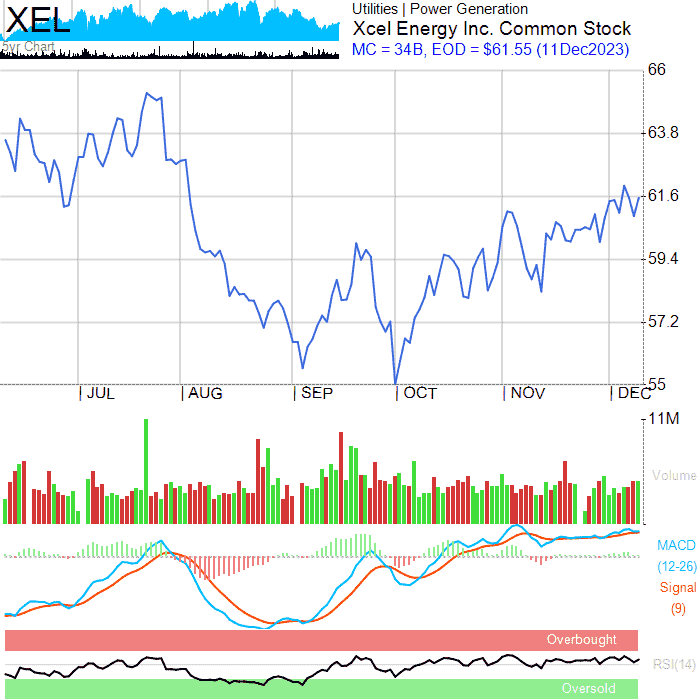 XEL
5yr Chart
Utilities | Power Generation
Xcel Energy Inc. Common Stock
MC = 34B, EOD = $61.55 (11Dec2023)
66
63.8
61.6
59.4
57.2
55
JUL
AUG
SEP
OCT
NOV
DEC
11M
Volume
MACD
(12-26)
Signal
(9)
Overbought
RSI(14)
Oversold